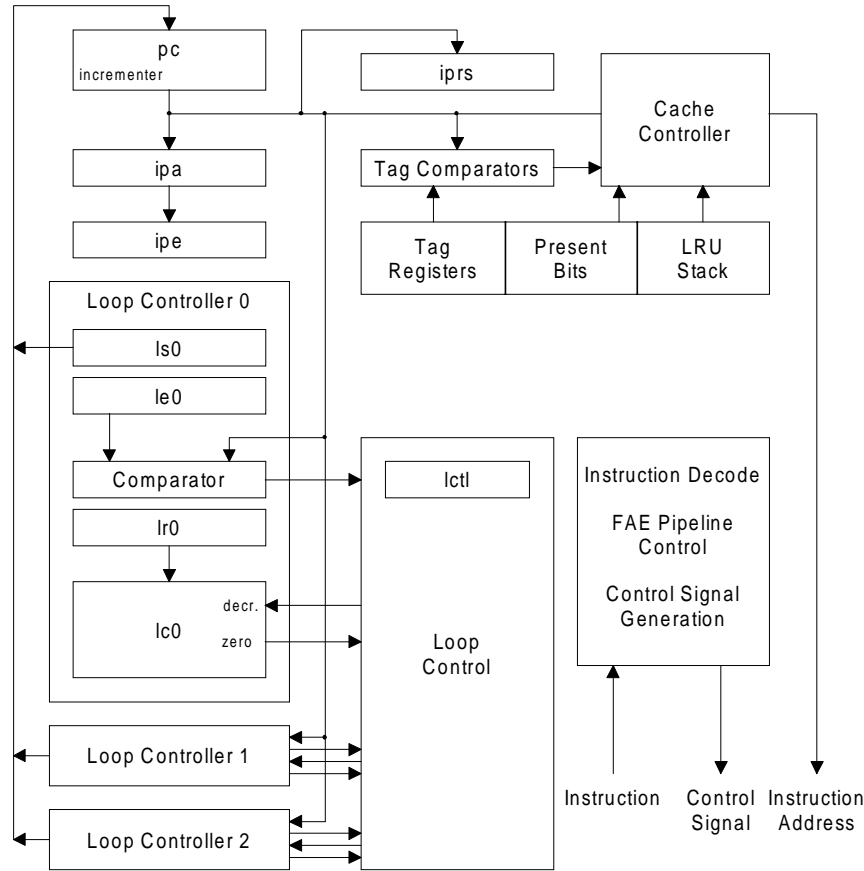 pc
incrementer
iprs
Cache
Controller
ipa
Tag Comparators
ipe
Tag
Registers
Present
Bits
LRU
Stack
Loop Controller 0
ls0
le0
Comparator
lr0
lc0
decr.
zero
lctl
Loop
Control
Instruction Decode
FAE Pipeline
Control
Control Signal
Generation
Loop Controller 1
Loop Controller 2
Instruction
Control
Signal
Instruction
Address